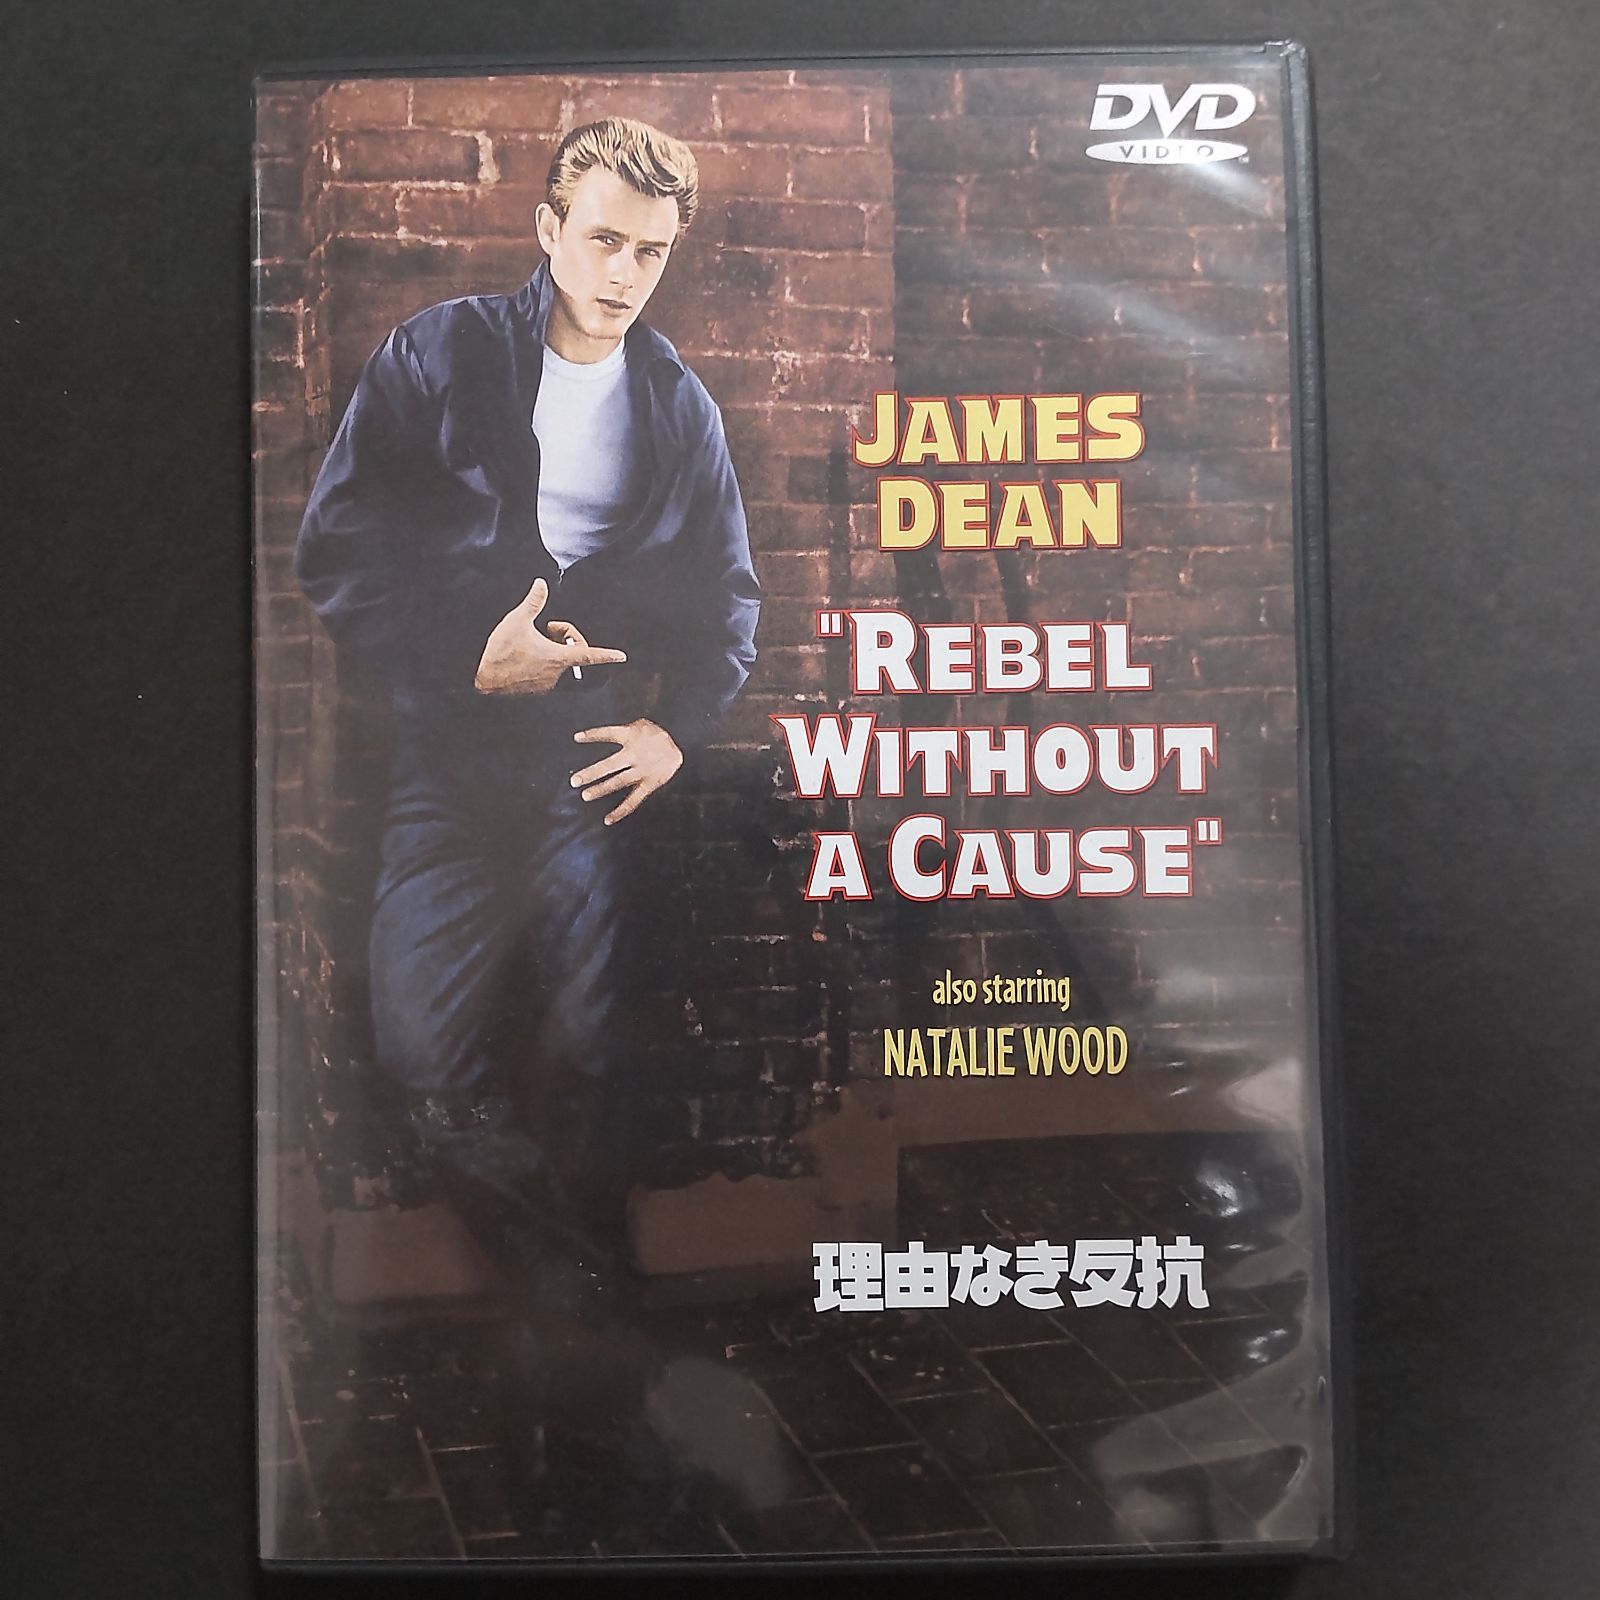 DVD
VIDEO
JAMES
DEAN
"REBEL
WITHOUT
A CAUSE"
also starring
NATALIE WOOD
理由なき反抗